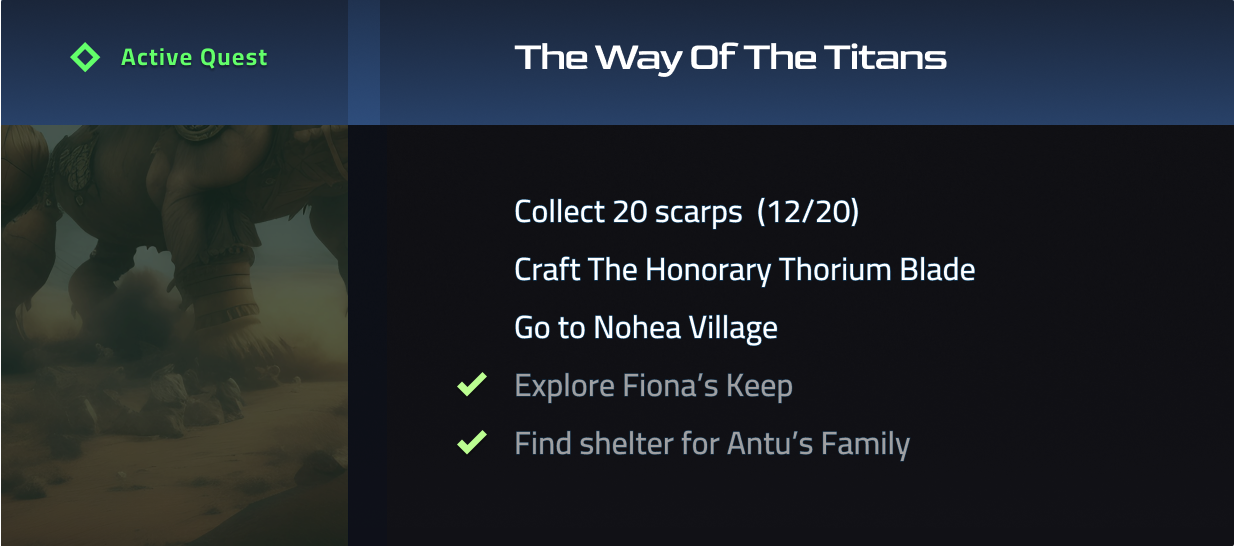 Active Quest
The Way Of The Titans
Collect 20 scarps (12/20)
Craft The Honorary Thorium Blade
Go to Nohea Village
Explore Fiona’s Keep
Find shelter for Antu’s Family